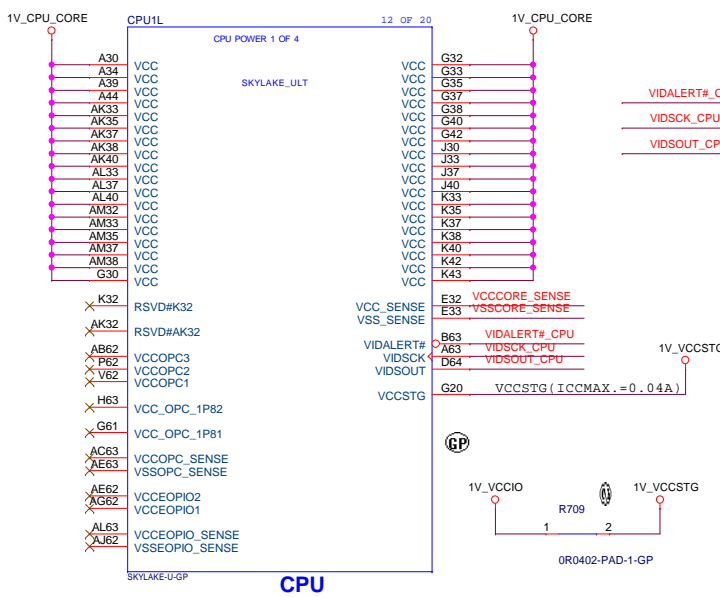 1V_CPU_CORE
CPU1L
12 OF 20
1V_CPU_CORE
CPU POWER 1 OF 4
SKYLAKE_ULT
A30 VCC
A34 VCC
A39 VCC
A44 VCC
AK33 VCC
AK35 VCC
AK37 VCC
AK38 VCC
AK40 VCC
AL33 VCC
AL37 VCC
AL40 VCC
AM32 VCC
AM33 VCC
AM35 VCC
AM37 VCC
AM38 VCC
G30 VCC
K32 RSVD#K32
AK32 RSVD#AK32
AB62 VCCOPC3
P62 VCCOPC2
V62 VCCOPC1
H63 VCC_OPC_1P82
G61 VCC_OPC_1P81
AC63 VCCOPC_SENSE
AE63 VSSOPC_SENSE
AE62 VCCEOPIO2
AG62 VCCEOPIO1
AL63 VCCEOPIO_SENSE
AJ62 VSSEOPIO_SENSE
VCC G32
VCC G33
VCC G35
VCC G37
VCC G38
VCC G40
VCC G42
VCC J30
VCC J33
VCC J37
VCC J40
VCC K33
VCC K35
VCC K37
VCC K38
VCC K40
VCC K42
VCC K43
VCC_SENSE E32 VCCCORE_SENSE
VSS_SENSE E33 VSSCORE_SENSE
VIDALERT# B63 VIDALERT#_CPU
VIDSCK A63 VIDSCK_CPU
VIDSOUT D64 VIDSOUT_CPU
VCCSTG G20 VCCSTG(ICCMAX.=0.04A)
SKYLAKE-U-GP
CPU
VIDALERT#_C
VIDSCK_CPU
VIDSOUT_CP
1V_VCCSTG
GP
1V_VCCIO
1V_VCCSTG
R709
1 2
0R0402-PAD-1-GP